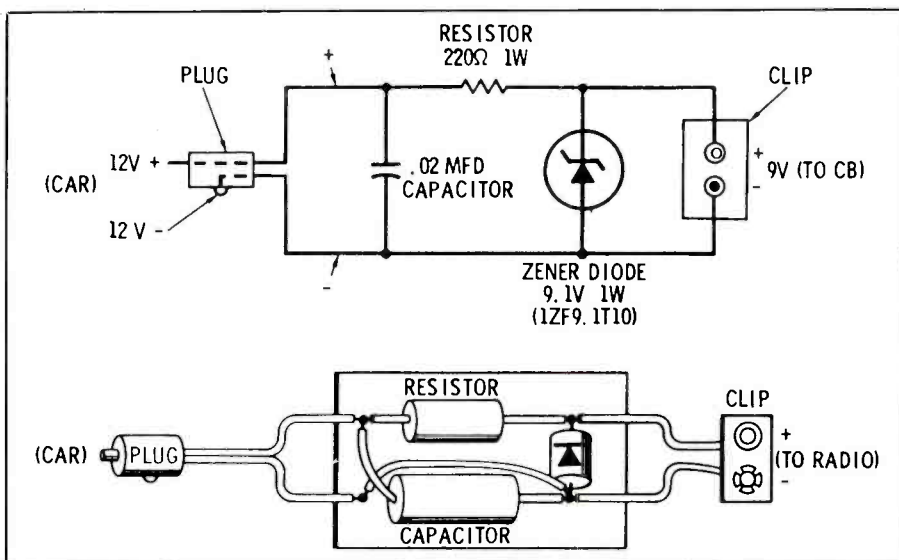 RESISTOR
220Ω 1W
PLUG
CLIP
+
12V +
(CAR)
12 V -
.02 MFD
CAPACITOR
+
-
9V (TO CB)
-
ZENER DIODE
9.1V 1W
(1ZF9.1T10)
RESISTOR
CLIP
(CAR)
PLUG
+
(TO RADIO)
-
CAPACITOR